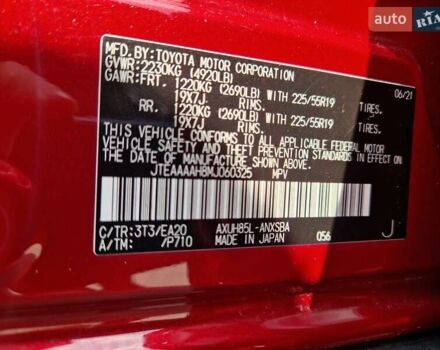 AUTO.RIA.com
MFD.BY:TOYOTA MOTOR CORPORATION
06/21
GVWR:2230KG (4920LB)
GAWR:FRT. 1220KG (2690LB) WITH 225/55R19 TIRES,
19X7J RIMS.
RR. 1220KG (2690LB) WITH 225/55R19 TIRES,
19X7J RIMS.
THIS VEHICLE CONFORMS TO ALL APPLICABLE FEDERAL MOTOR
VEHICLE SAFETY AND THEFT PREVENTION STANDARDS IN EFFECT ON THE
DATE OF MANUFACTURE SHOWN ABOVE.
JTEAAAAH8MJ060325 MPV
C/TR:3T3/EA20 AXUH85L-ANXSBA J
A/TM: /P710 MADE IN JAPAN 056